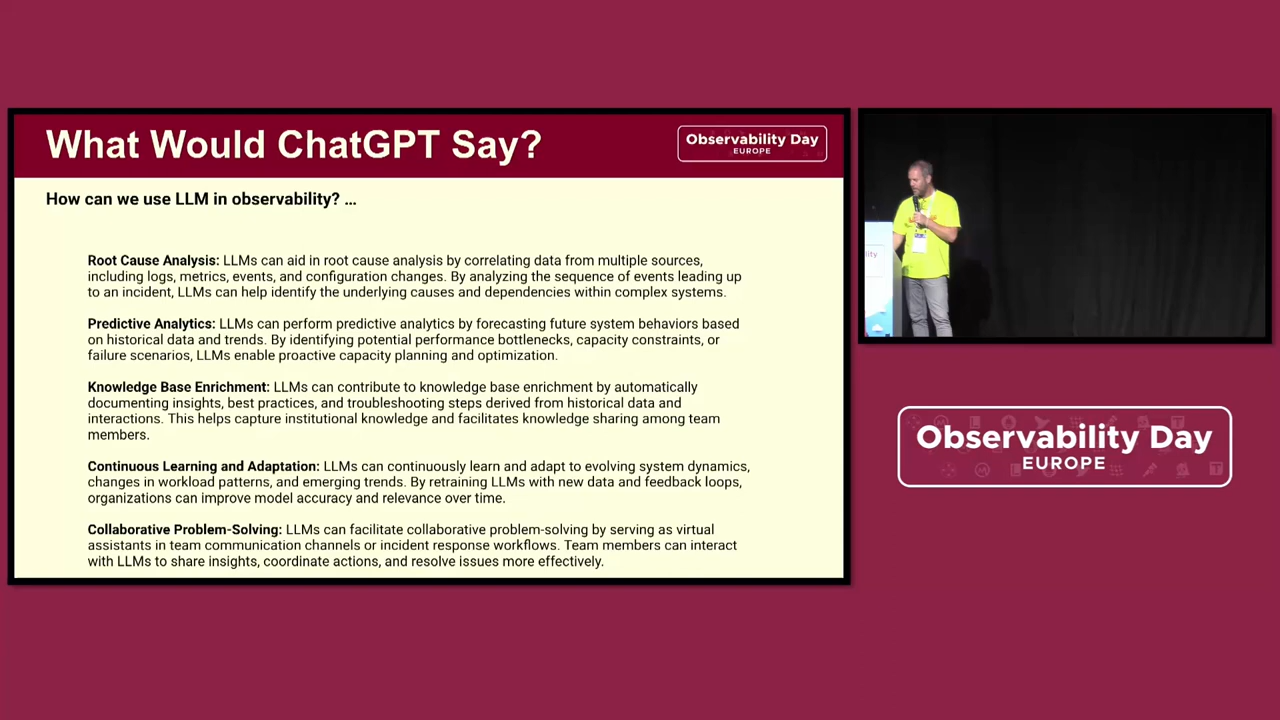 What Would ChatGPT Say?
Observability Day
EUROPE
How can we use LLM in observability? ...
Root Cause Analysis: LLMs can aid in root cause analysis by correlating data from multiple sources,
including logs, metrics, events, and configuration changes. By analyzing the sequence of events leading up
to an incident, LLMs can help identify the underlying causes and dependencies within complex systems.
Predictive Analytics: LLMs can perform predictive analytics by forecasting future system behaviors based
on historical data and trends. By identifying potential performance bottlenecks, capacity constraints, or
failure scenarios, LLMs enable proactive capacity planning and optimization.
Knowledge Base Enrichment: LLMs can contribute to knowledge base enrichment by automatically
documenting insights, best practices, and troubleshooting steps derived from historical data and
interactions. This helps capture institutional knowledge and facilitates knowledge sharing among team
members.
Continuous Learning and Adaptation: LLMs can continuously learn and adapt to evolving system dynamics,
changes in workload patterns, and emerging trends. By retraining LLMs with new data and feedback loops,
organizations can improve model accuracy and relevance over time.
Collaborative Problem-Solving: LLMs can facilitate collaborative problem-solving by serving as virtual
assistants in team communication channels or incident response workflows. Team members can interact
with LLMs to share insights, coordinate actions, and resolve issues more effectively.
Observability Day
EUROPE